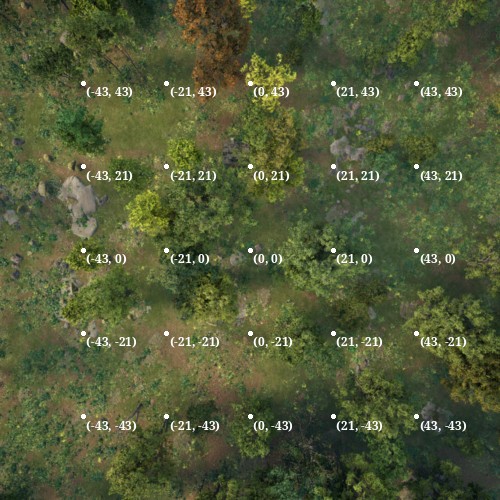 (-43, 43) (-21, 43) (0, 43) (21, 43) (43, 43)
(-43, 21) (-21, 21) (0, 21) (21, 21) (43, 21)
(-43, 0) (-21, 0) (0, 0) (21, 0) (43, 0)
(-43, -21) (-21, -21) (0, -21) (21, -21) (43, -21)
(-43, -43) (-21, -43) (0, -43) (21, -43) (43, -43)